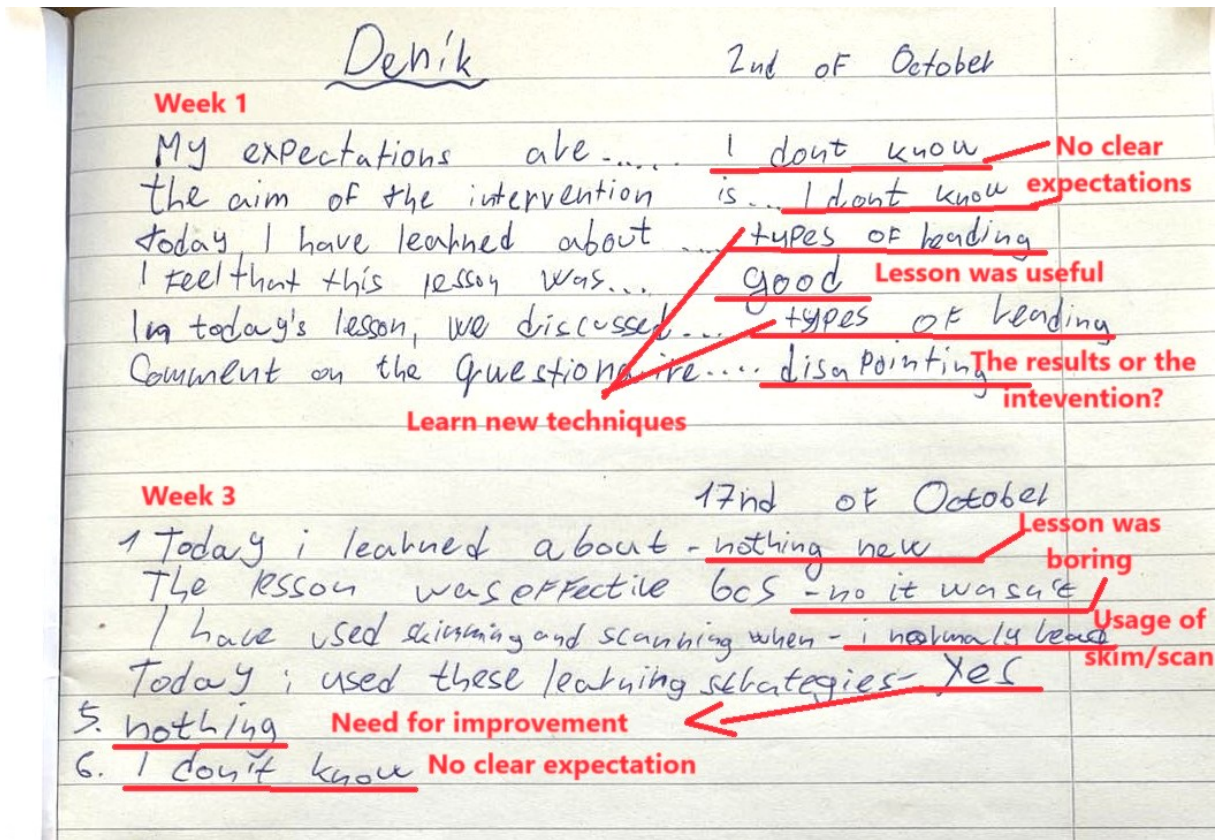 Deník 2nd of October
Week 1
My expectations are..... I dont know No clear
expectations
the aim of the intervention is... I dont know
today I have learned about ... types of reading
I feel that this lesson was... good Lesson was useful
In today's lesson, we discussed.... types of reading
Comment on the Questionaire.... disapointing The results or the
intevention?
Learn new techniques
Week 3 17nd of October
1 Today i learned about - nothing new Lesson was
boring
The lesson was effective bcs - no it wasn't
I have used skimming and scanning when - i normaly read Usage of
skim/scan
Today i used these learning strategies - Yes
5. nothing Need for improvement
6. I don't know No clear expectation